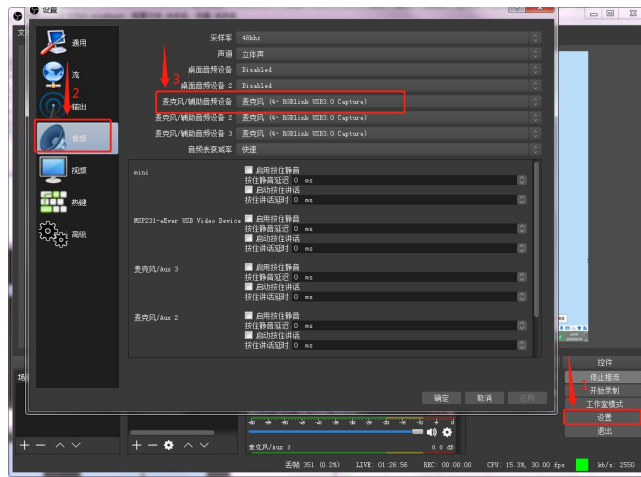 设置
通用
流
输出
音频
视频
热键
高级
2
3
采样率 48khz
声道 立体声
桌面音频设备 Disabled
桌面音频设备 2 Disabled
麦克风/辅助音频设备 麦克风 (4- RGBlink USB3.0 Capture)
麦克风/辅助音频设备 2 麦克风 (4- RGBlink USB3.0 Capture)
麦克风/辅助音频设备 3 麦克风 (4- RGBlink USB3.0 Capture)
音频表衰减率 快速
mini
启用按住静音
按住静音延迟 0 ms
启动按住讲话
按住讲话延时 0 ms
MSP231-eEver USB Video Device
启用按住静音
按住静音延迟 0 ms
启动按住讲话
按住讲话延时 0 ms
麦克风/Aux 3
启用按住静音
按住静音延迟 0 ms
启动按住讲话
按住讲话延时 0 ms
麦克风/Aux 2
启用按住静音
按住静音延迟 0 ms
启动按住讲话
按住讲话延时 0 ms
确定 取消 应用
控件
停止推流
1
开始录制
工作室模式
设置
退出
麦克风/Aux 3 0.0 dB
丢帧 351 (0.2%) LIVE: 01:26:56 REC: 00:00:00 CPU: 15.3%, 30.00 fps kb/s: 2550